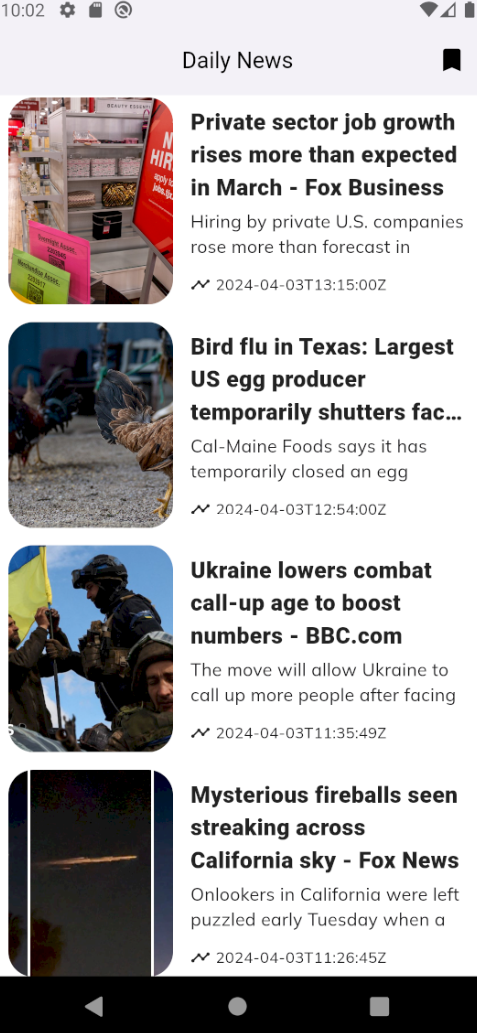 10:02
Daily News
BEAUTY ESSEN
Private sector job growth
rises more than expected
in March - Fox Business
Hiring by private U.S. companies
rose more than forecast in
2024-04-03T13:15:00Z
Bird flu in Texas: Largest
US egg producer
temporarily shutters fac...
Cal-Maine Foods says it has
temporarily closed an egg
2024-04-03T12:54:00Z
Ukraine lowers combat
call-up age to boost
numbers - BBC.com
The move will allow Ukraine to
call up more people after facing
2024-04-03T11:35:49Z
Mysterious fireballs seen
streaking across
California sky - Fox News
Onlookers in California were left
puzzled early Tuesday when a
2024-04-03T11:26:45Z